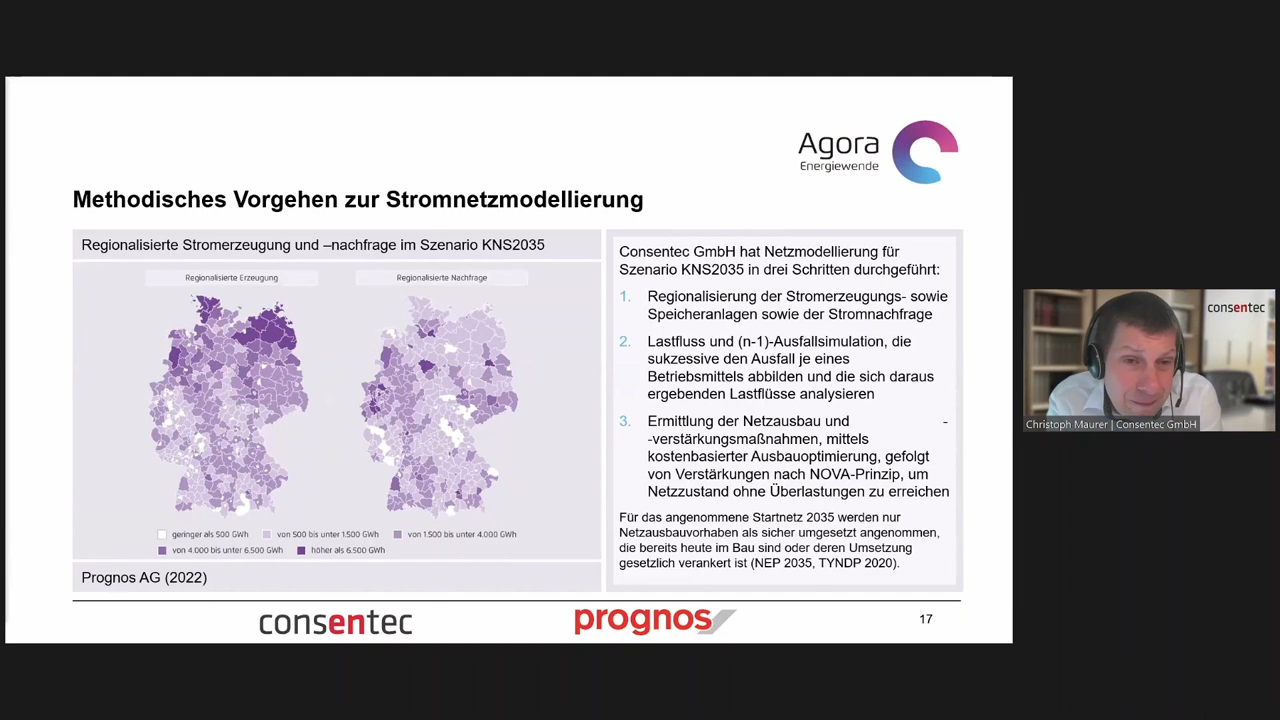 Agora
Energiewende
Methodisches Vorgehen zur Stromnetzmodellierung
Regionalisierte Stromerzeugung und –nachfrage im Szenario KNS2035
Regionalisierte Erzeugung
Regionalisierte Nachfrage
geringer als 500 GWh
von 500 bis unter 1.500 GWh
von 1.500 bis unter 4.000 GWh
von 4.000 bis unter 6.500 GWh
höher als 6.500 GWh
Prognos AG (2022)
Consentec GmbH hat Netzmodellierung für
Szenario KNS2035 in drei Schritten durchgeführt:
1. Regionalisierung der Stromerzeugungs- sowie
Speicheranlagen sowie der Stromnachfrage
2. Lastfluss und (n-1)-Ausfallsimulation, die
sukzessive den Ausfall je eines
Betriebsmittels abbilden und die sich daraus
ergebenden Lastflüsse analysieren
3. Ermittlung der Netzausbau und -
-verstärkungsmaßnahmen, mittels
kostenbasierter Ausbauoptimierung, gefolgt
von Verstärkungen nach NOVA-Prinzip, um
Netzzustand ohne Überlastungen zu erreichen
Für das angenommene Startnetz 2035 werden nur
Netzausbauvorhaben als sicher umgesetzt angenommen,
die bereits heute im Bau sind oder deren Umsetzung
gesetzlich verankert ist (NEP 2035, TYNDP 2020).
consentec
prognos
17
consentec
Christoph Maurer | Consentec GmbH